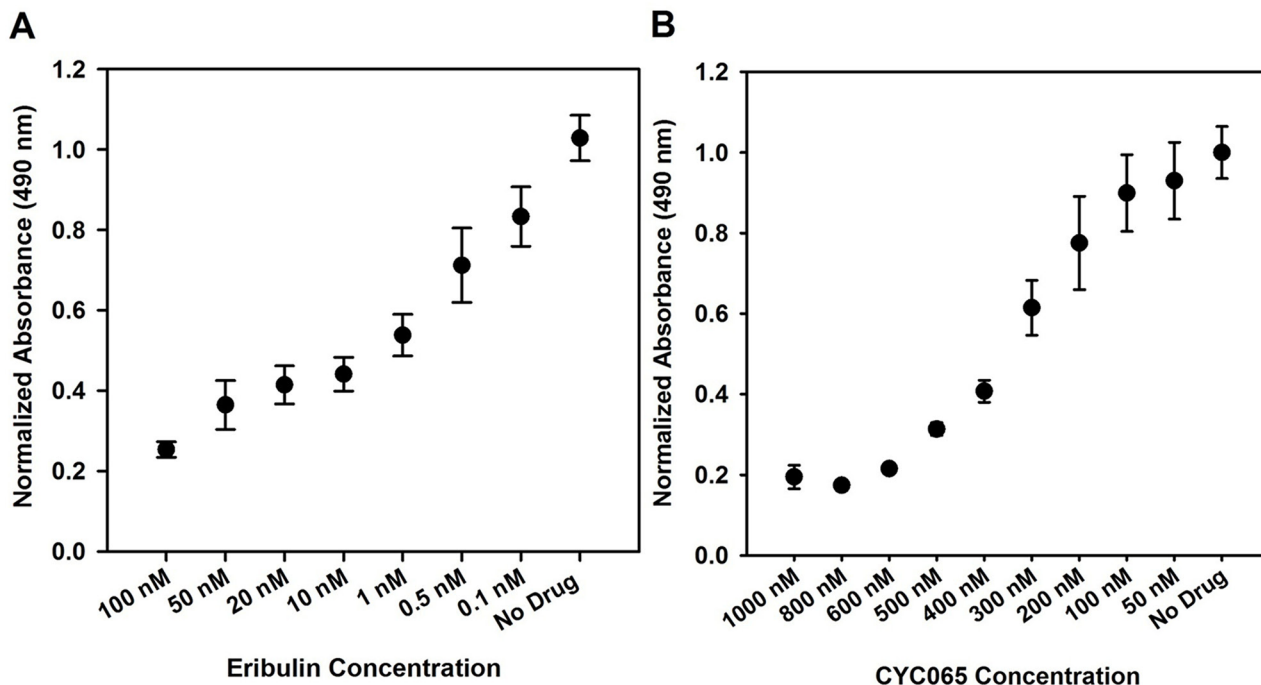 A
Normalized Absorbance (490 nm)
1.2
1.0
0.8
0.6
0.4
0.2
0.0
100 nM
50 nM
20 nM
10 nM
1 nM
0.5 nM
0.1 nM
No Drug
Eribulin Concentration
B
Normalized Absorbance (490 nm)
1.2
1.0
0.8
0.6
0.4
0.2
0.0
1000 nM
800 nM
600 nM
500 nM
400 nM
300 nM
200 nM
100 nM
50 nM
No Drug
CYC065 Concentration